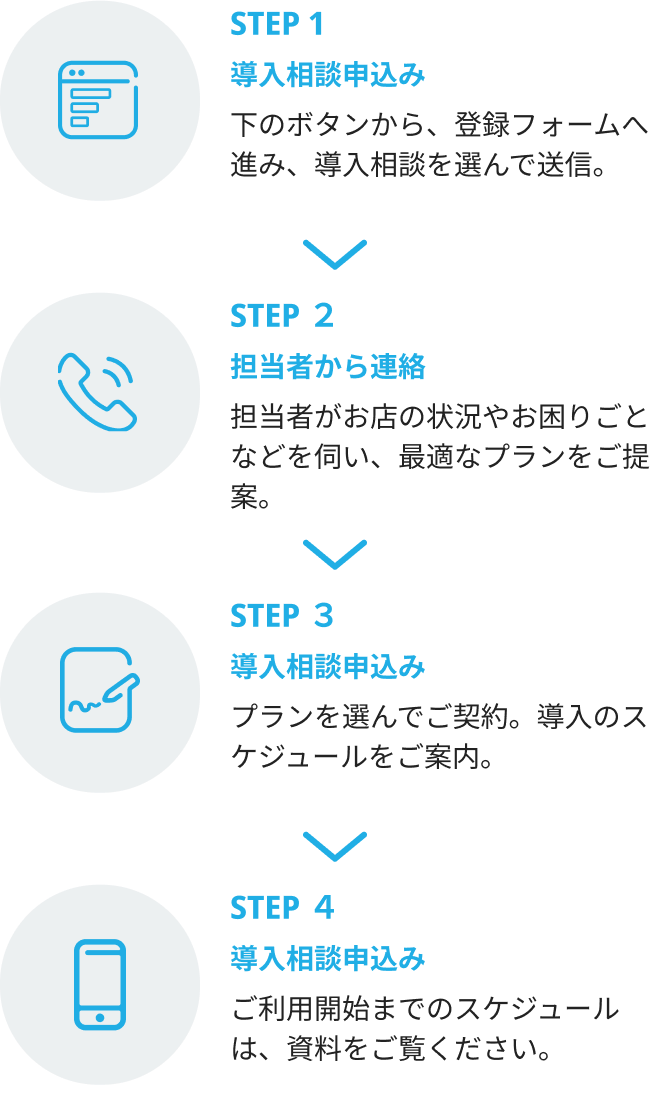 STEP 1
導入相談申込み
下のボタンから、登録フォームへ
進み、導入相談を選んで送信。
STEP ２
担当者から連絡
担当者がお店の状況やお困りごと
などを伺い、最適なプランをご提
案。
STEP ３
導入相談申込み
プランを選んでご契約。導入のス
ケジュールをご案内。
STEP ４
導入相談申込み
ご利用開始までのスケジュール
は、資料をご覧ください。